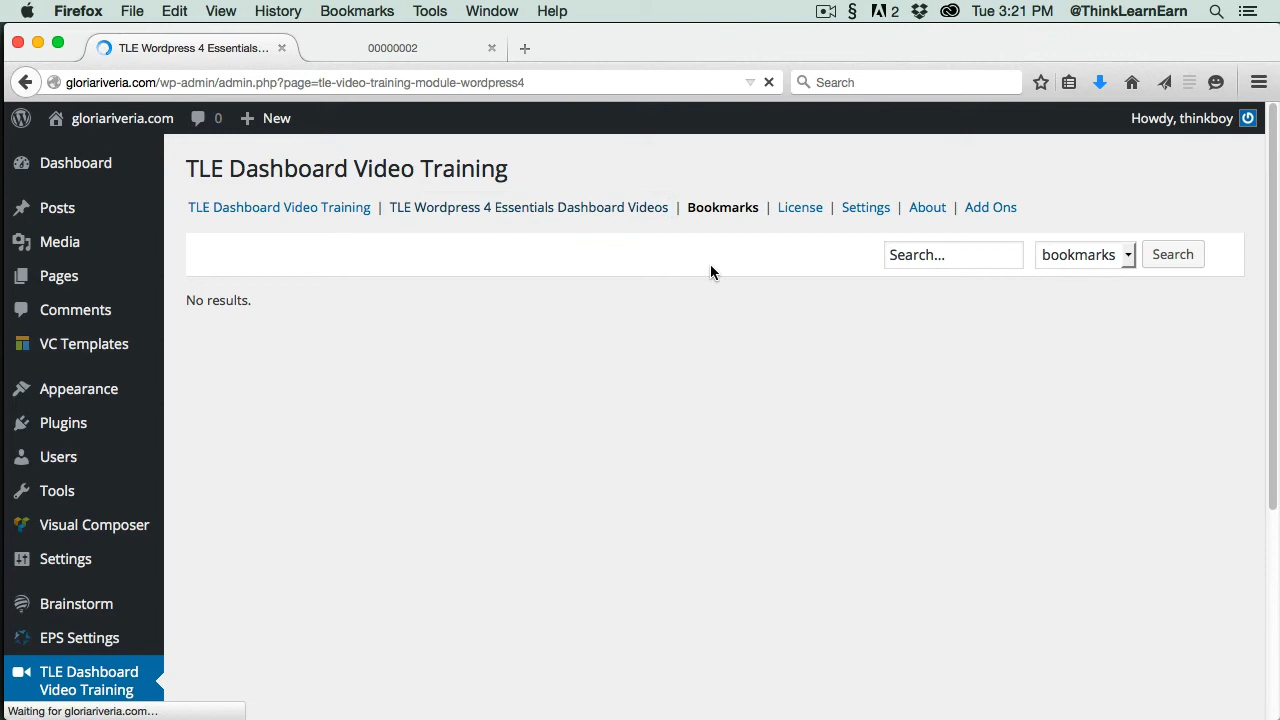 Firefox File Edit View History Bookmarks Tools Window Help § 2 Tue 3:21 PM @ThinkLearnEarn
TLE Wordpress 4 Essentials... 00000002
gloriariveria.com/wp-admin/admin.php?page=tle-video-training-module-wordpress4 Search
gloriariveria.com 0 New Howdy, thinkboy
Dashboard
Posts
Media
Pages
Comments
VC Templates
Appearance
Plugins
Users
Tools
Visual Composer
Settings
Brainstorm
EPS Settings
TLE Dashboard
Video Training
TLE Dashboard Video Training
TLE Dashboard Video Training | TLE Wordpress 4 Essentials Dashboard Videos | Bookmarks | License | Settings | About | Add Ons
Search... bookmarks Search
No results.
Waiting for gloriariveria.com...